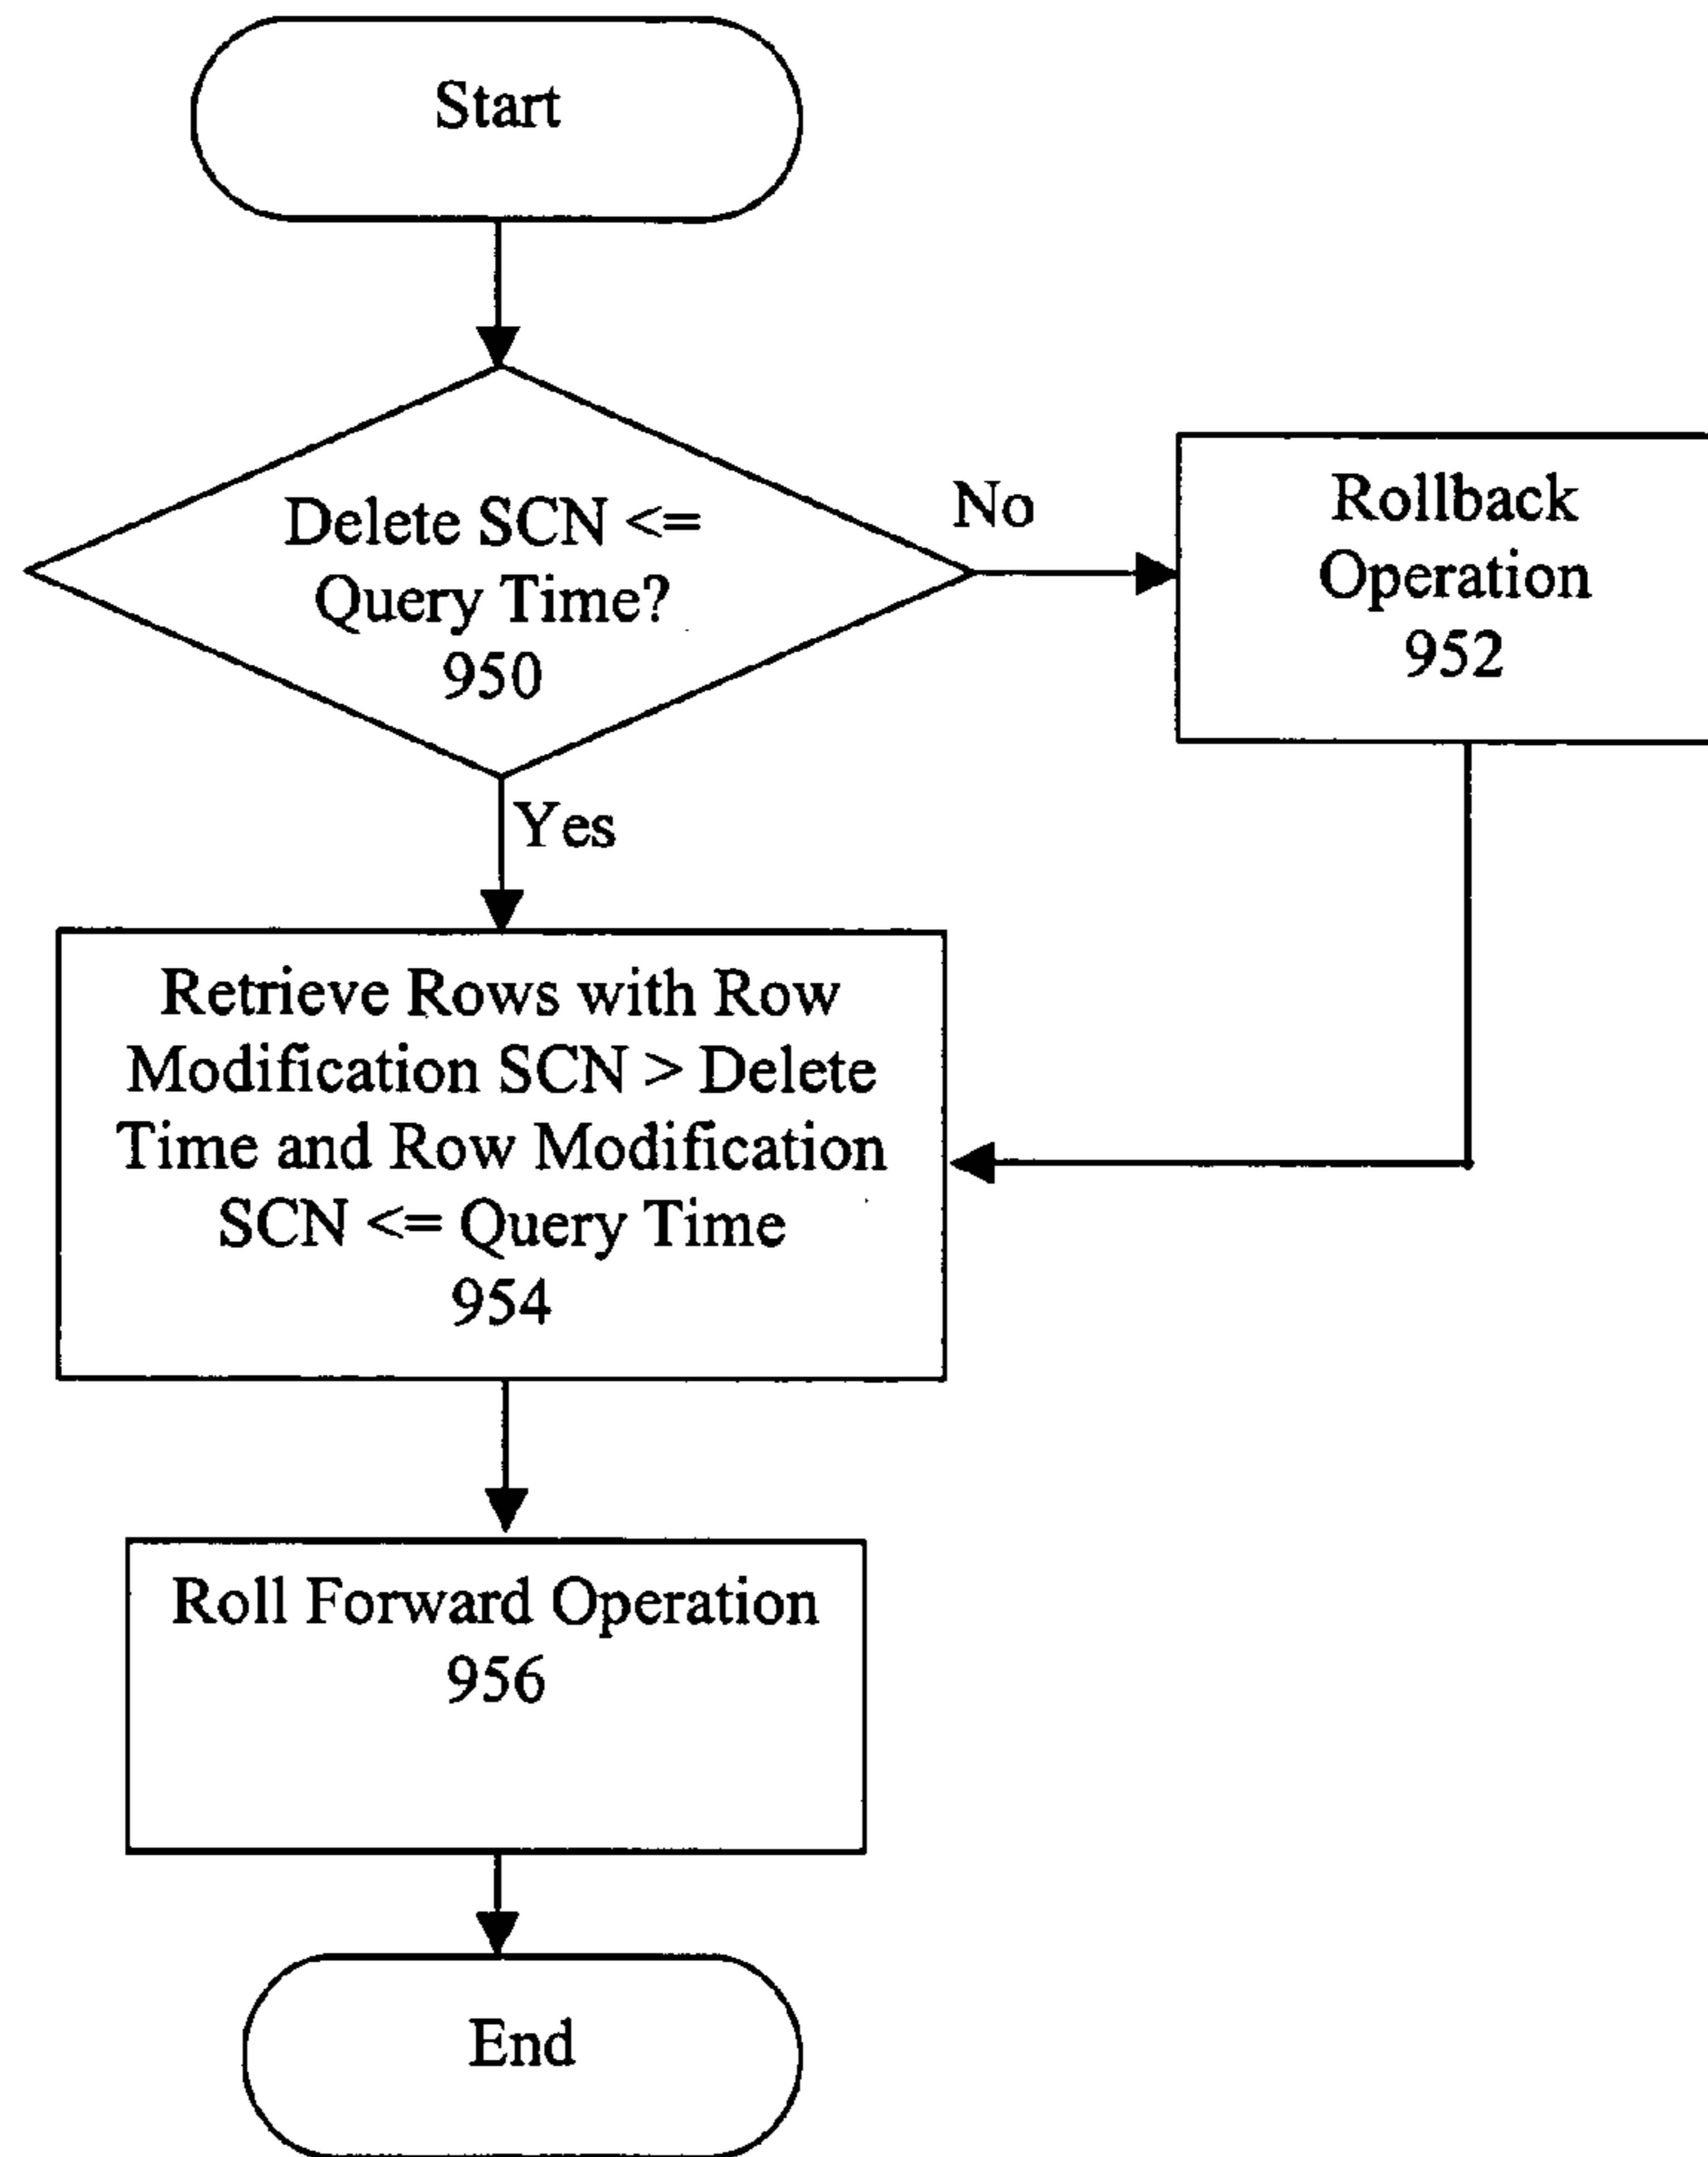 Start
Delete SCN <=
Query Time?
950
No
Rollback
Operation
952
Yes
Retrieve Rows with Row
Modification SCN > Delete
Time and Row Modification
SCN <= Query Time
954
Roll Forward Operation
956
End